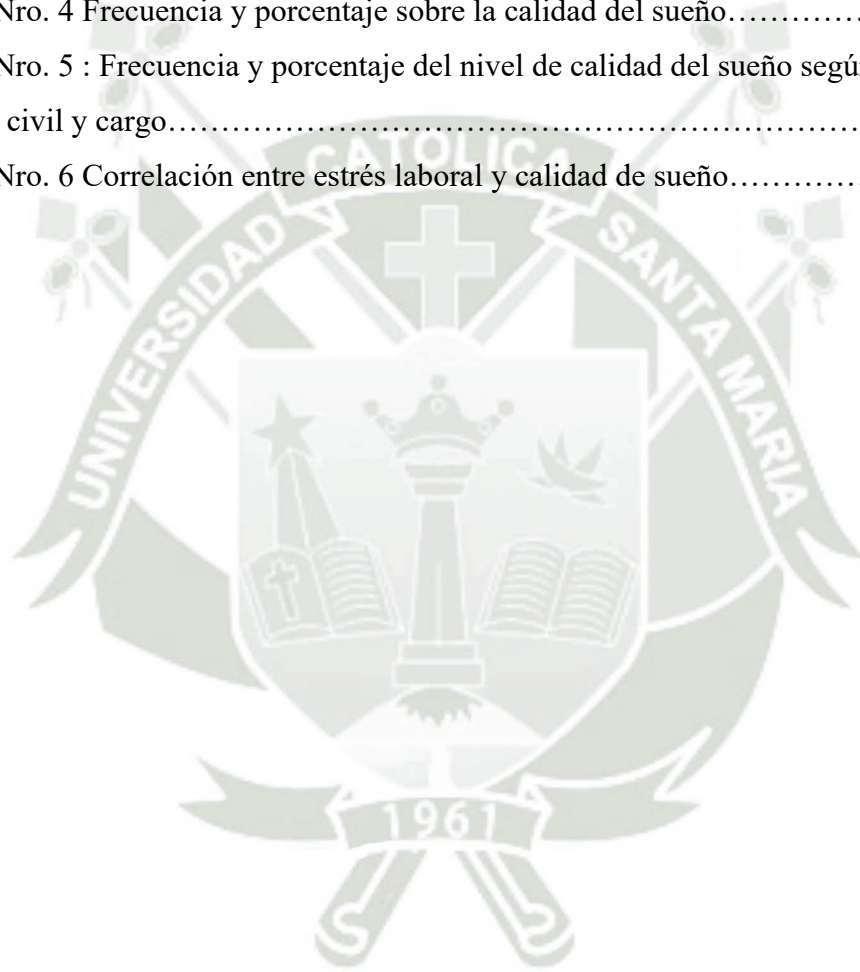 Nro. 4 Frecuencia y porcentaje sobre la calidad del sueño…………
Nro. 5 : Frecuencia y porcentaje del nivel de calidad del sueño segú
civil y cargo……………………………………………………………
Nro. 6 Correlación entre estrés laboral y calidad de sueño…………
UNIVERSIDAD CATOLICA SANTA MARIA
1961